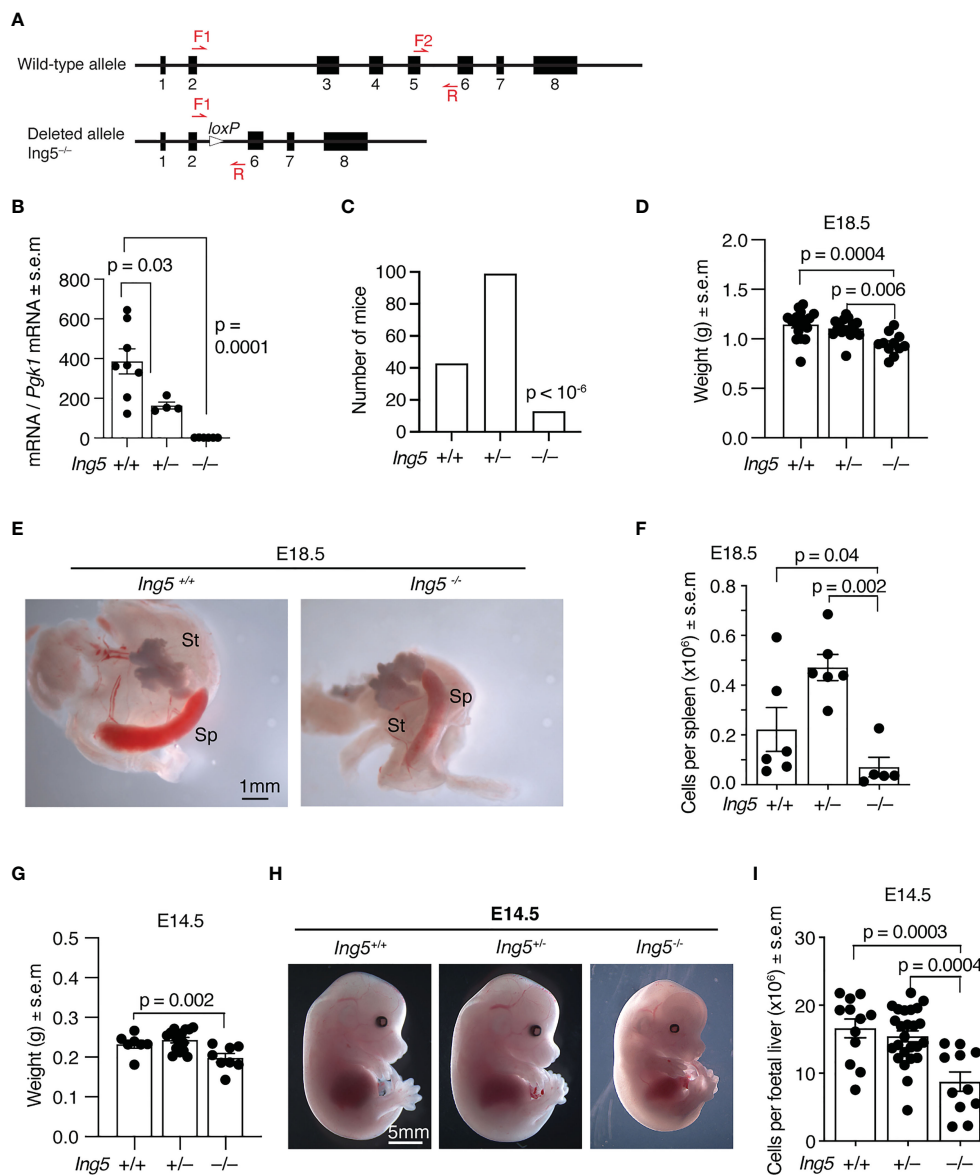 A
Wild-type allele
F1
F2
1 2 3 4 5 6 7 8
R
Deleted allele
Ing5–/–
F1
loxP
1 2 6 7 8
R
B
mRNA / Pgk1 mRNA ± s.e.m
800
600
400
200
0
p = 0.03
p =
0.0001
Ing5 +/+ +/– –/–
C
Number of mice
100
80
60
40
20
0
p < 10-6
Ing5 +/+ +/– –/–
D
E18.5
Weight (g) ± s.e.m
2.0
1.5
1.0
0.5
0.0
p = 0.0004
p = 0.006
Ing5 +/+ +/– –/–
E
E18.5
Ing5 +/+
Ing5 -/-
St
Sp
1mm
St
Sp
F
E18.5
Cells per spleen (x10⁶) ± s.e.m
0.8
0.6
0.4
0.2
0.0
p = 0.04
p = 0.002
Ing5 +/+ +/– –/–
G
E14.5
Weight (g) ± s.e.m
0.5
0.4
0.3
0.2
0.1
0.0
p = 0.002
Ing5 +/+ +/– –/–
H
E14.5
Ing5+/+
Ing5+/-
Ing5-/-
5mm
I
E14.5
Cells per foetal liver (x10⁶) ± s.e.m
30
20
10
0
p = 0.0003
p = 0.0004
Ing5 +/+ +/– –/–